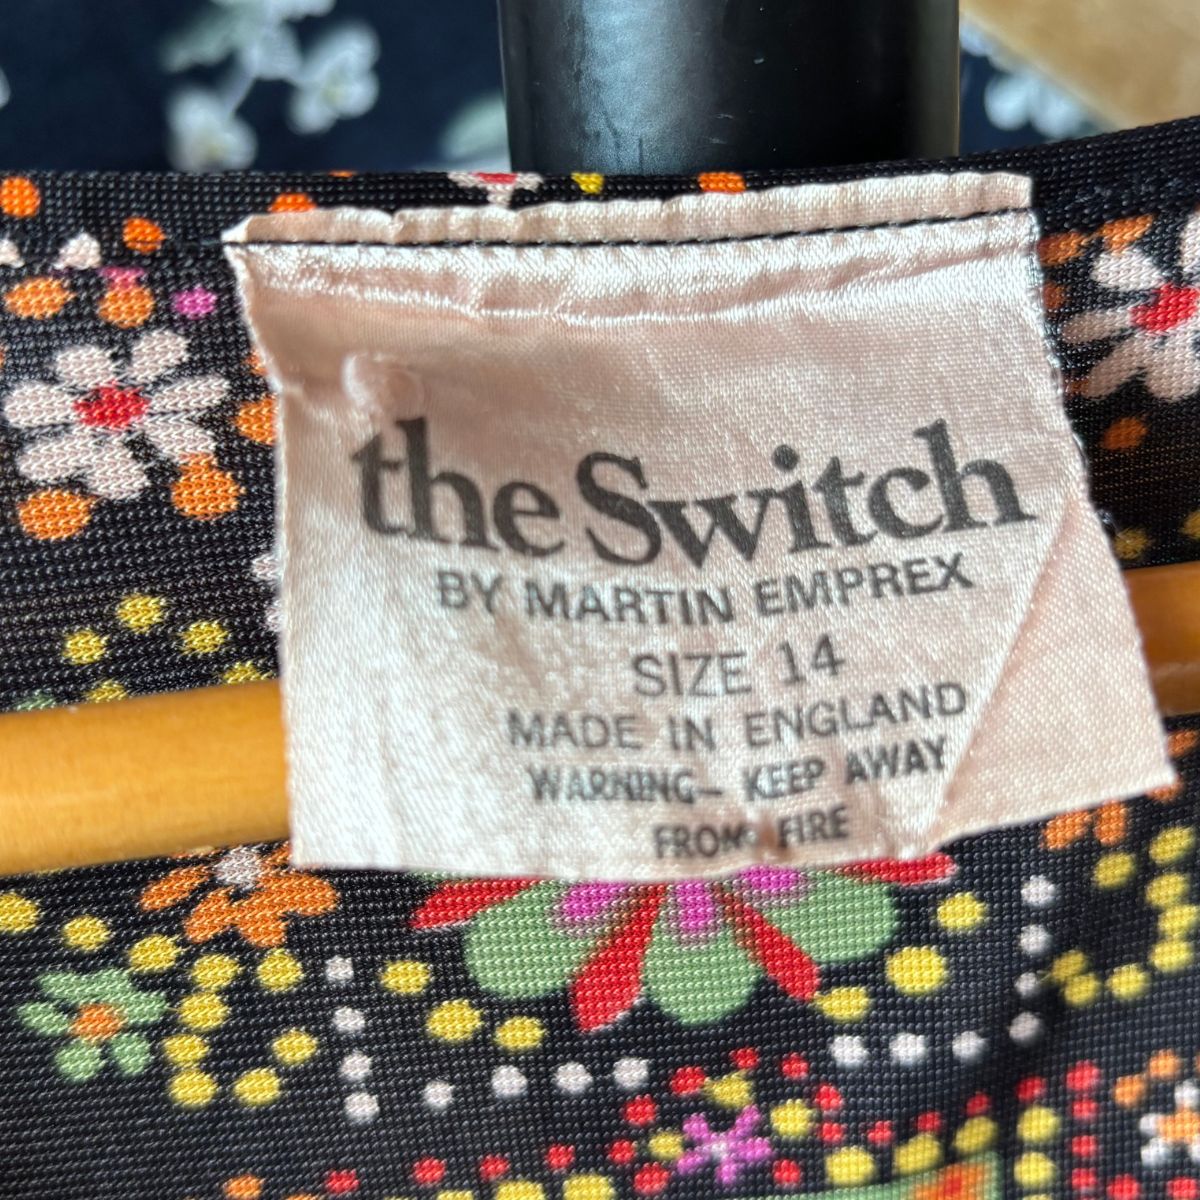 the Switch
BY MARTIN EMPREX
SIZE 14
MADE IN ENGLAND
WARNING– KEEP AWAY
FROM FIRE